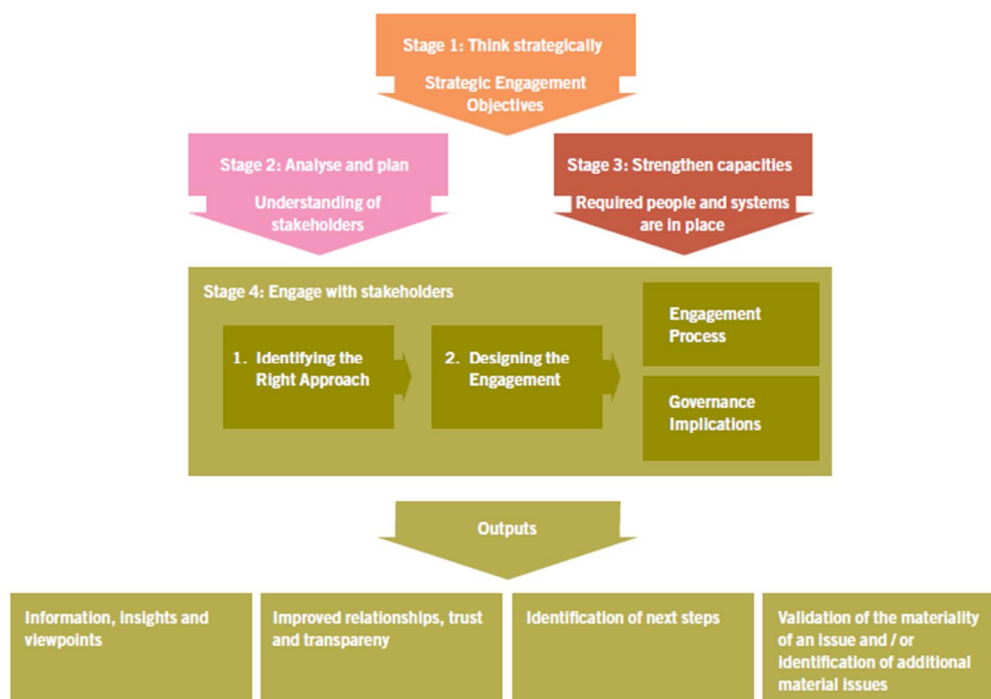 Stage 1: Think strategically
Strategic Engagement
Objectives
Stage 2: Analyse and plan
Understanding of
stakeholders
Stage 3: Strengthen capacities
Required people and systems
are in place
Stage 4: Engage with stakeholders
1. Identifying the
Right Approach
2. Designing the
Engagement
Engagement
Process
Governance
Implications
Outputs
Information, insights and
viewpoints
Improved relationships, trust
and transpareny
Identification of next steps
Validation of the materiality
of an issue and / or
identification of additional
material issues